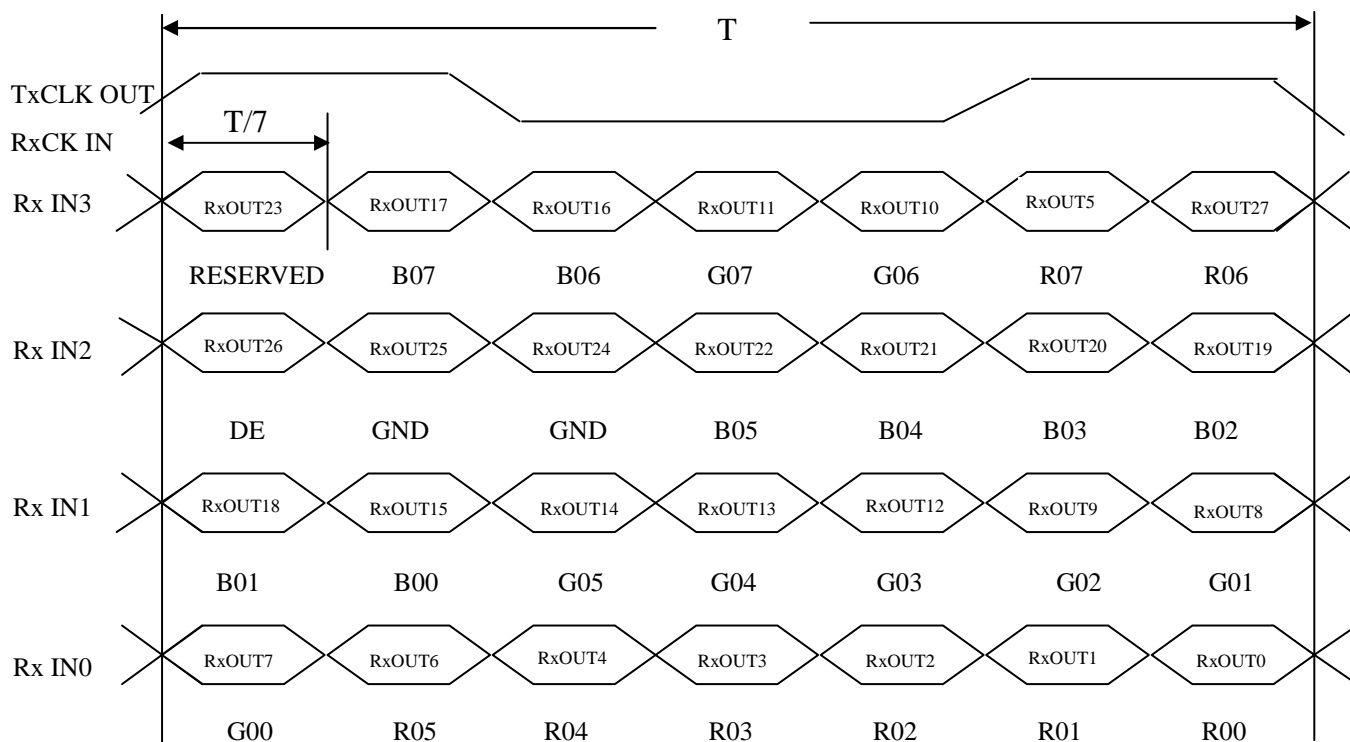 T
TxCLK OUT
T/7
RxCK IN
Rx IN3 RxOUT23 RxOUT17 RxOUT16 RxOUT11 RxOUT10 RxOUT5 RxOUT27
RESERVED B07 B06 G07 G06 R07 R06
Rx IN2 RxOUT26 RxOUT25 RxOUT24 RxOUT22 RxOUT21 RxOUT20 RxOUT19
DE GND GND B05 B04 B03 B02
Rx IN1 RxOUT18 RxOUT15 RxOUT14 RxOUT13 RxOUT12 RxOUT9 RxOUT8
B01 B00 G05 G04 G03 G02 G01
Rx IN0 RxOUT7 RxOUT6 RxOUT4 RxOUT3 RxOUT2 RxOUT1 RxOUT0
G00 R05 R04 R03 R02 R01 R00